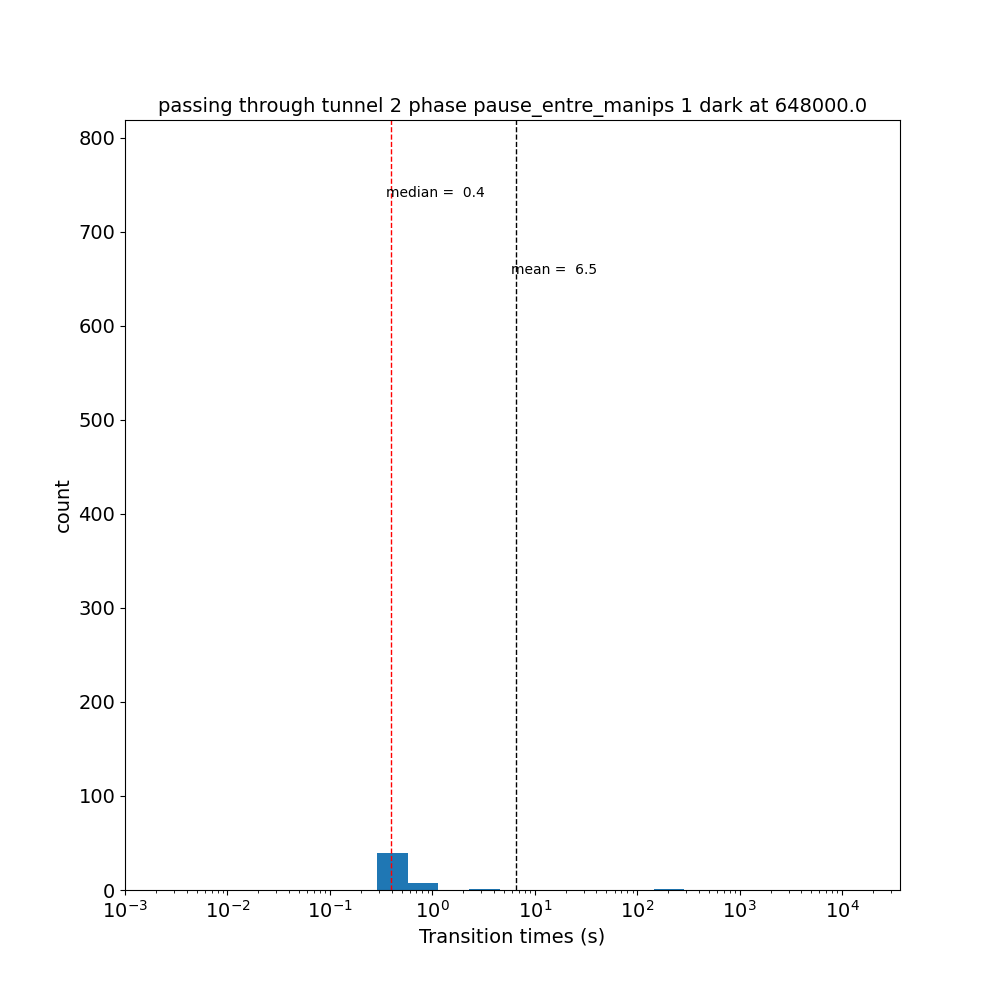 passing through tunnel 2 phase pause_entre_manips 1 dark at 648000.0
800
median =  0.4
700
mean =  6.5
600
500
count
400
300
200
100
0
10⁻³ 10⁻² 10⁻¹ 10⁰ 10¹ 10² 10³ 10⁴
Transition times (s)